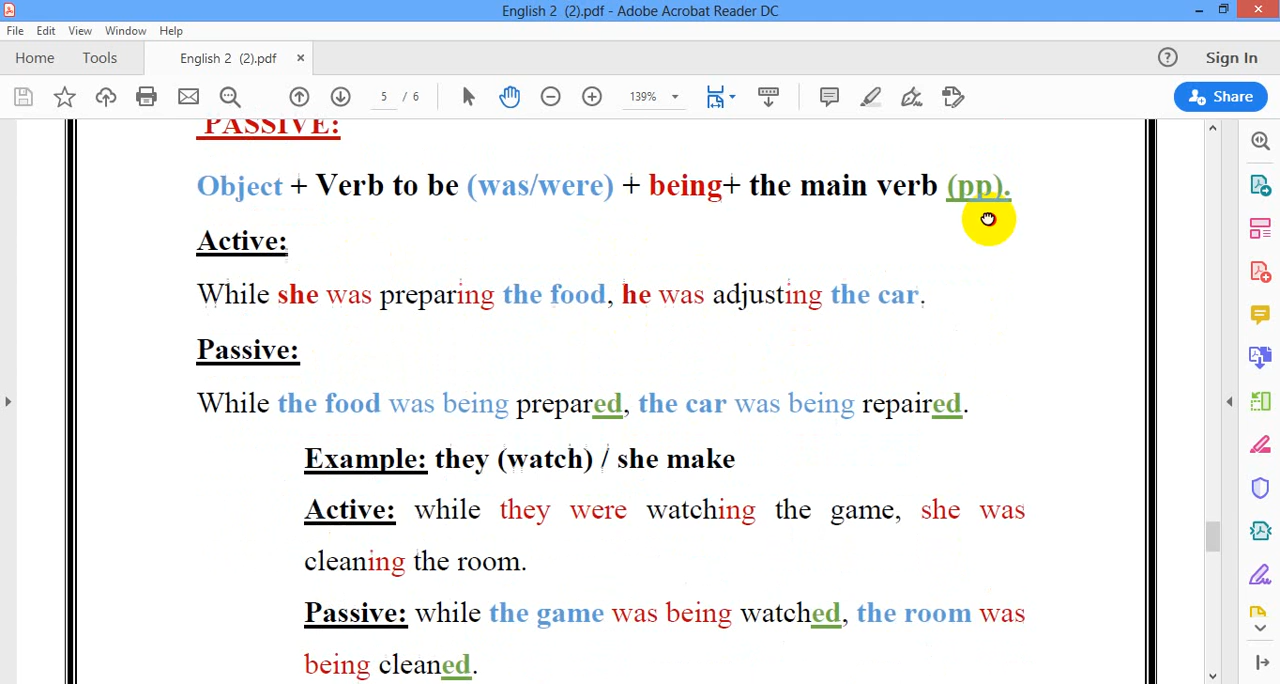 English 2 (2).pdf - Adobe Acrobat Reader DC
File Edit View Window Help
Home Tools English 2 (2).pdf × ? Sign In
5 / 6 139% Share
PASSIVE:
Object + Verb to be (was/were) + being+ the main verb (pp).
Active:
While she was preparing the food, he was adjusting the car.
Passive:
While the food was being prepared, the car was being repaired.
Example: they (watch) / she make
Active: while they were watching the game, she was
cleaning the room.
Passive: while the game was being watched, the room was
being cleaned.